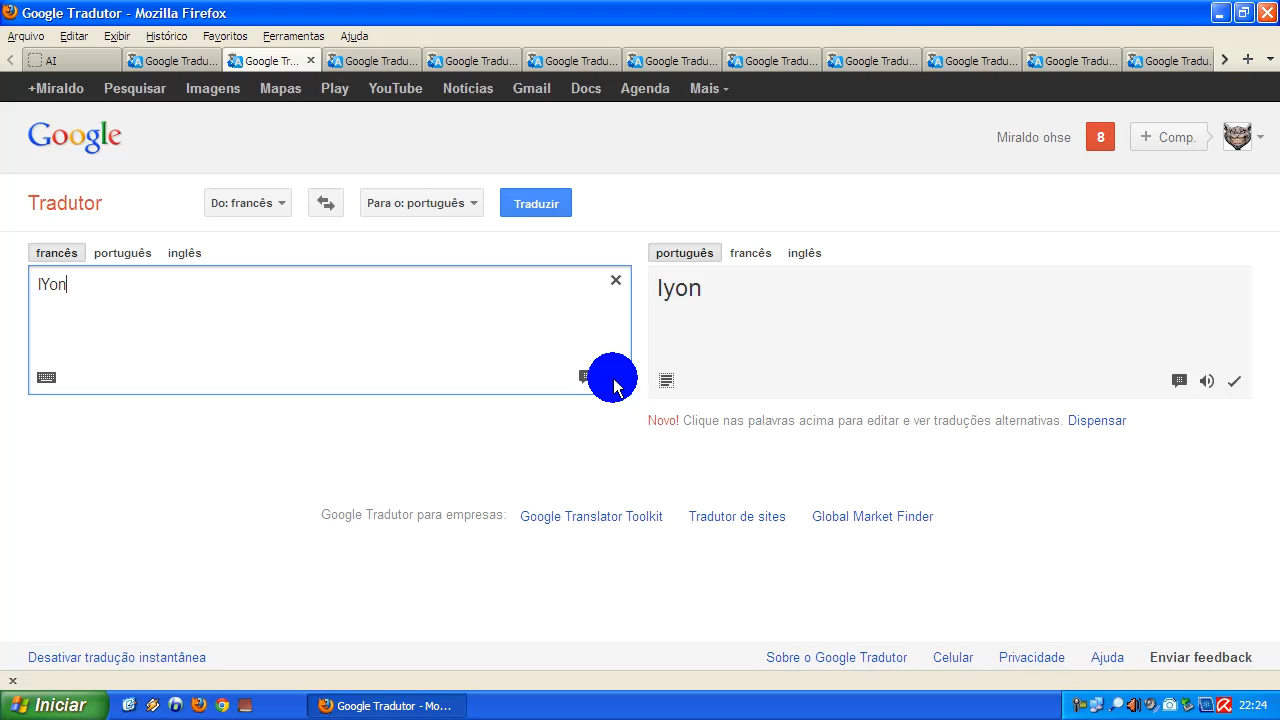 Google Tradutor - Mozilla Firefox
Arquivo Editar Exibir Histórico Favoritos Ferramentas Ajuda
AI Google Tradu... Google Tr... Google Tradu... Google Tradu... Google Tradu... Google Tradu... Google Tradu... Google Tradu... Google Tradu... Google Tradu... Google Tradu
+Miraldo Pesquisar Imagens Mapas Play YouTube Notícias Gmail Docs Agenda Mais
Google
Miraldo ohse 8 + Comp.
Tradutor Do: francês Para o: português Traduzir
francês português inglês português francês inglês
lYon
lyon
Novo! Clique nas palavras acima para editar e ver traduções alternativas. Dispensar
Google Tradutor para empresas: Google Translator Toolkit Tradutor de sites Global Market Finder
Desativar tradução instantânea Sobre o Google Tradutor Celular Privacidade Ajuda Enviar feedback
Iniciar Google Tradutor - Mo... 22:24